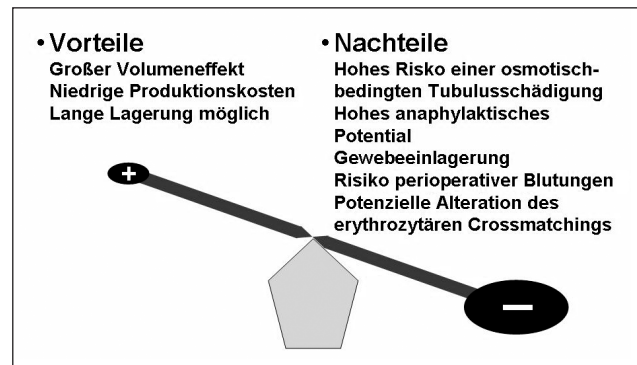 • Vorteile
Großer Volumeneffekt
Niedrige Produktionskosten
Lange Lagerung möglich
• Nachteile
Hohes Risiko einer osmotisch-
bedingten Tubulusschädigung
Hohes anaphylaktisches
Potential
Gewebeeinlagerung
Risiko perioperativer Blutungen
Potenzielle Alteration des
erythrozytären Crossmatchings
+
−